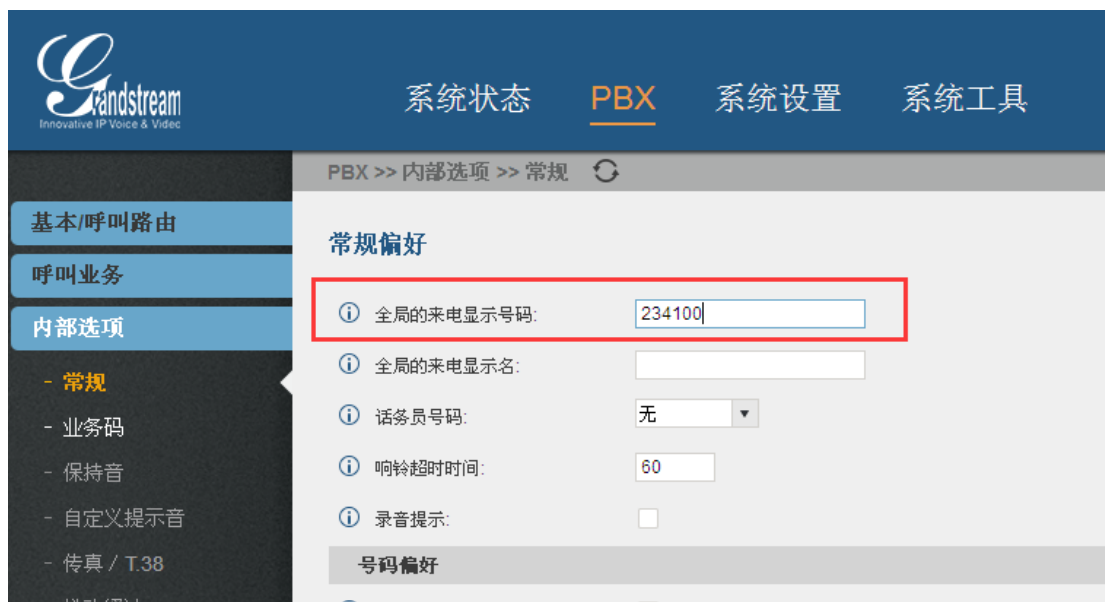 Grandstream
Innovative IP Voice & Video
系统状态 PBX 系统设置 系统工具
PBX >> 内部选项 >> 常规
基本/呼叫路由
呼叫业务
内部选项
- 常规
- 业务码
- 保持音
- 自定义提示音
- 传真 / T.38
常规偏好
全局的来电显示号码: 234100
全局的来电显示名:
话务员号码: 无
响铃超时时间: 60
录音提示:
号码偏好